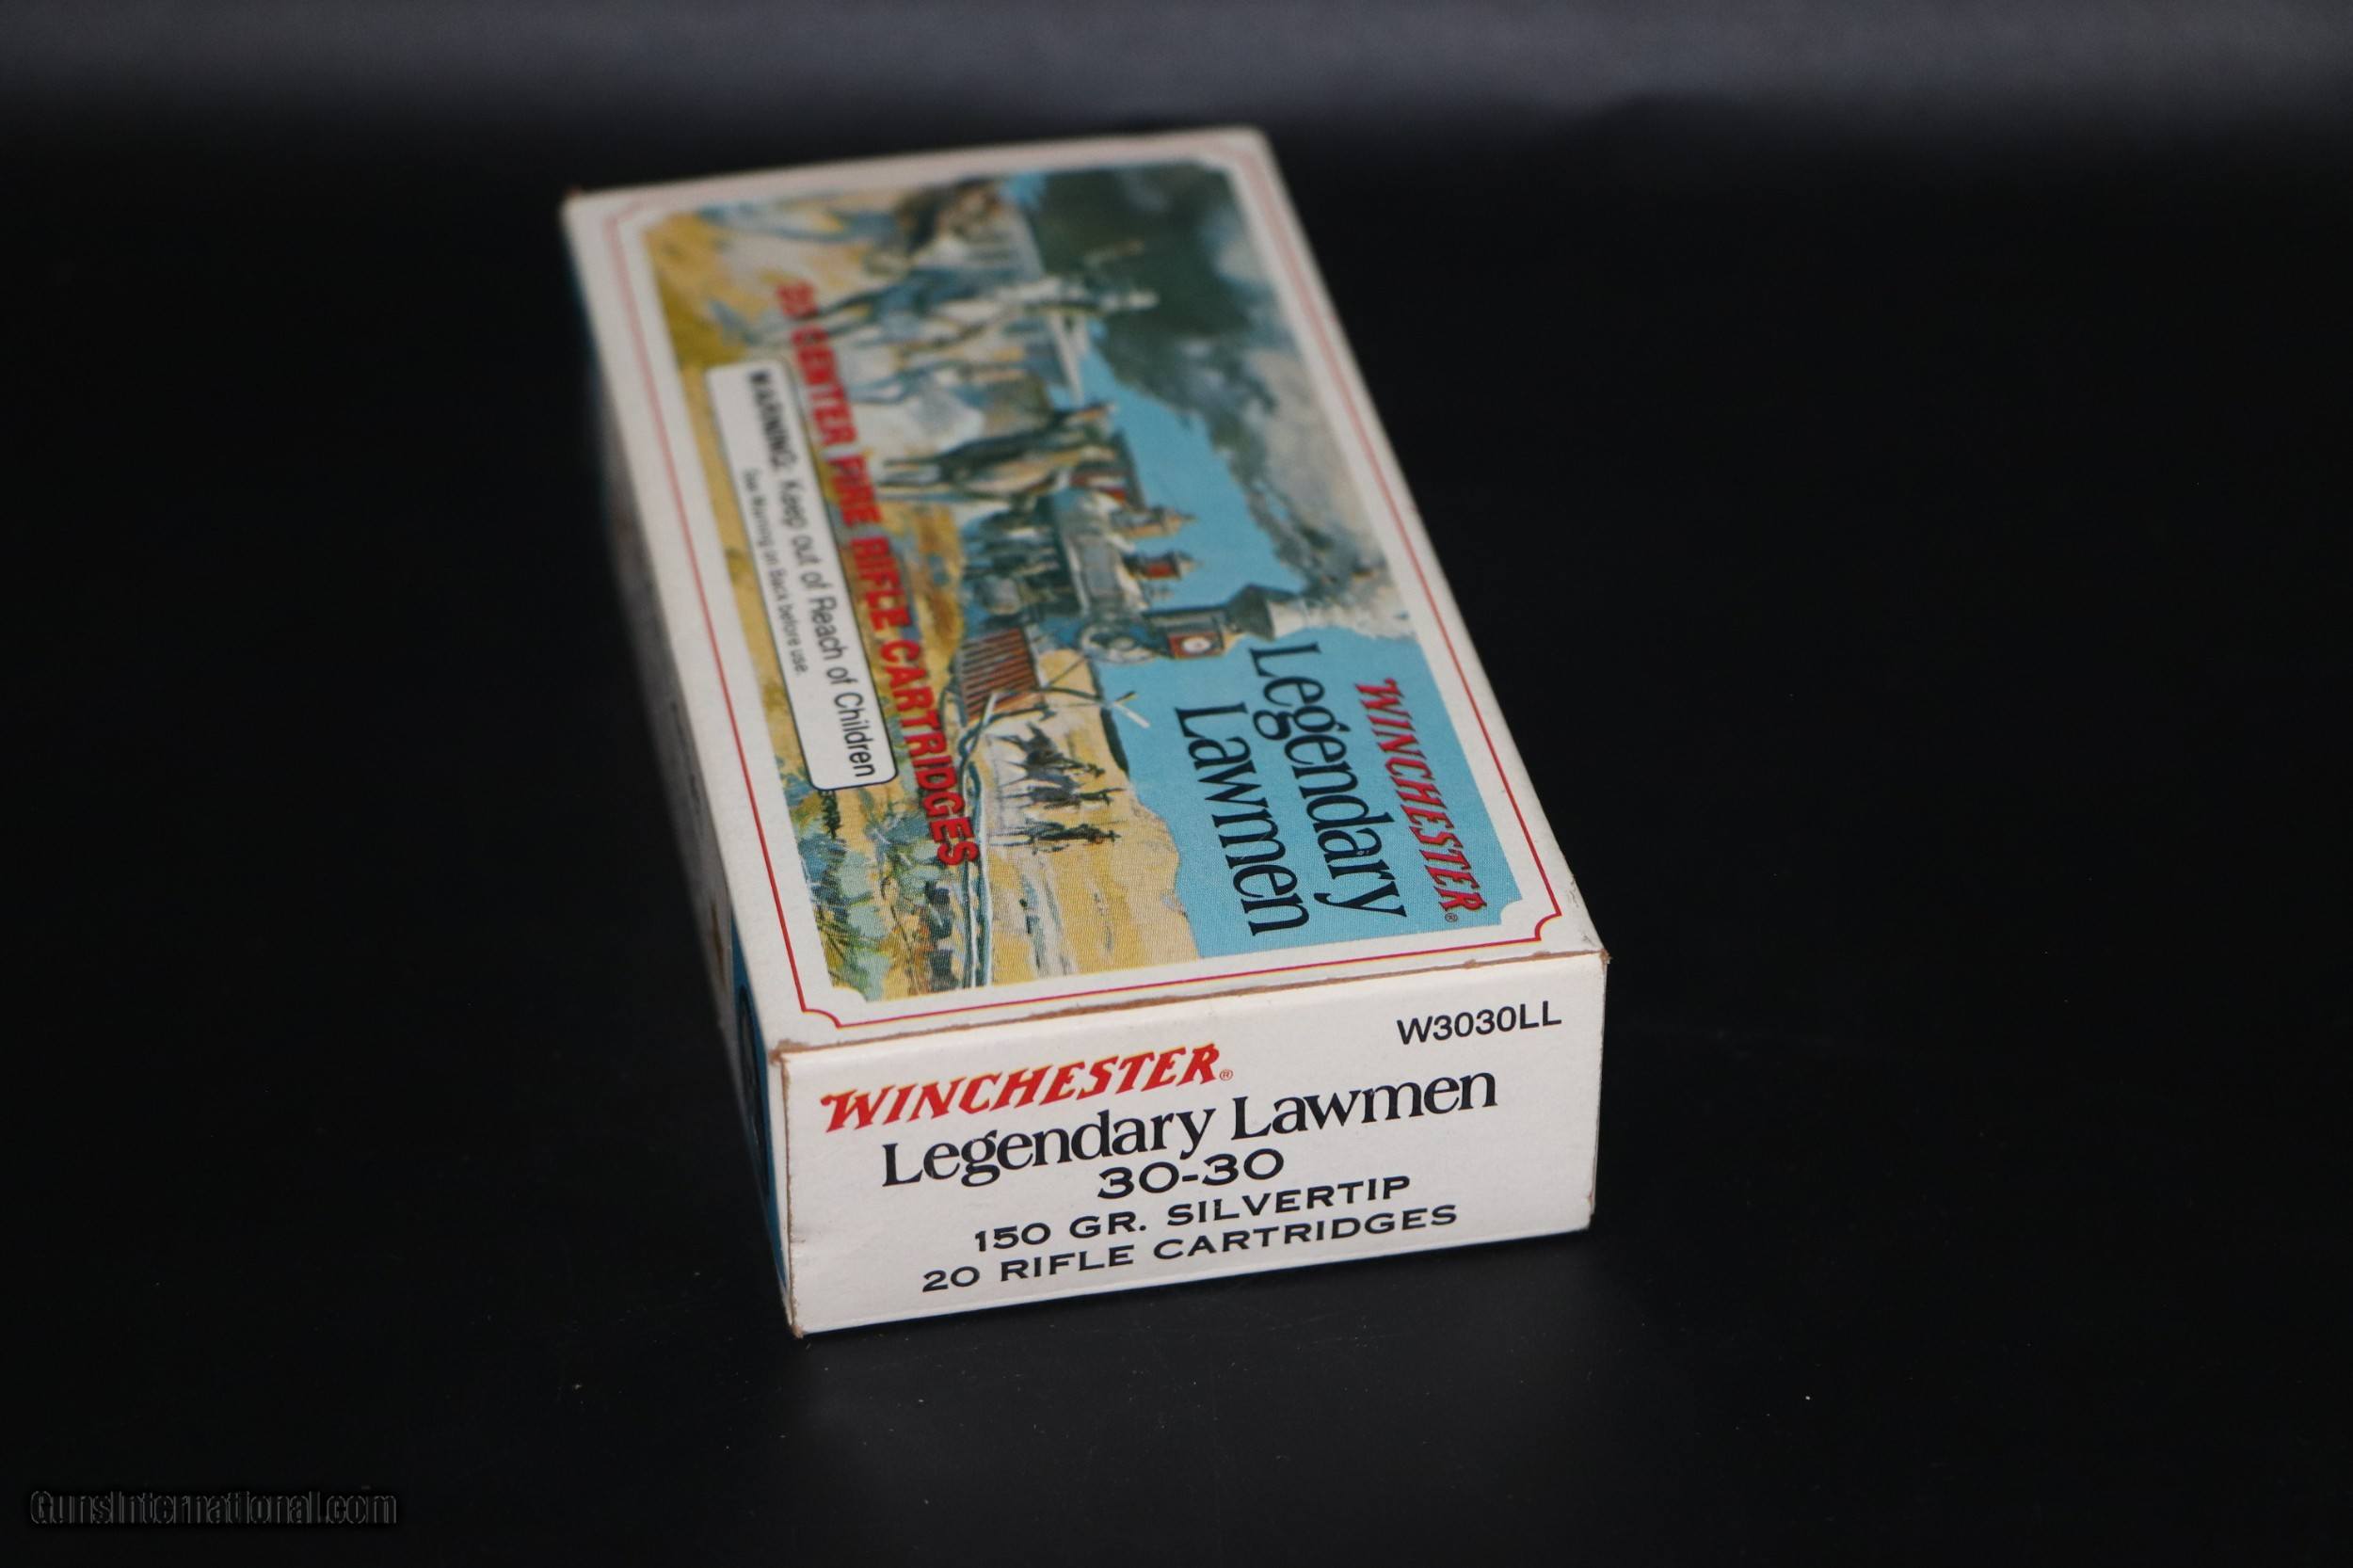 WINCHESTER®
Legendary
Lawmen
20 CENTER FIRE RIFLE CARTRIDGES
WARNING: Keep out of Reach of Children
See Warning on Back before use.
W3030LL
WINCHESTER®
Legendary Lawmen
30-30
150 GR. SILVERTIP
20 RIFLE CARTRIDGES
GunsInternational.com